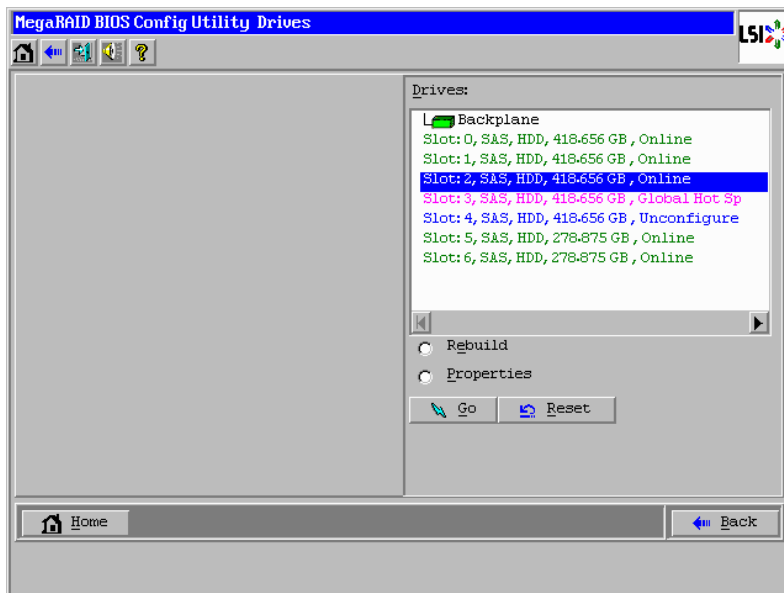 MegaRAID BIOS Config Utility Drives
LSI
Drives:
Backplane
Slot: 0, SAS, HDD, 418.656 GB, Online
Slot: 1, SAS, HDD, 418.656 GB, Online
Slot: 2, SAS, HDD, 418.656 GB, Online
Slot: 3, SAS, HDD, 418.656 GB, Global Hot Sp
Slot: 4, SAS, HDD, 418.656 GB, Unconfigure
Slot: 5, SAS, HDD, 278.875 GB, Online
Slot: 6, SAS, HDD, 278.875 GB, Online
Rebuild
Properties
Go Reset
Home Back